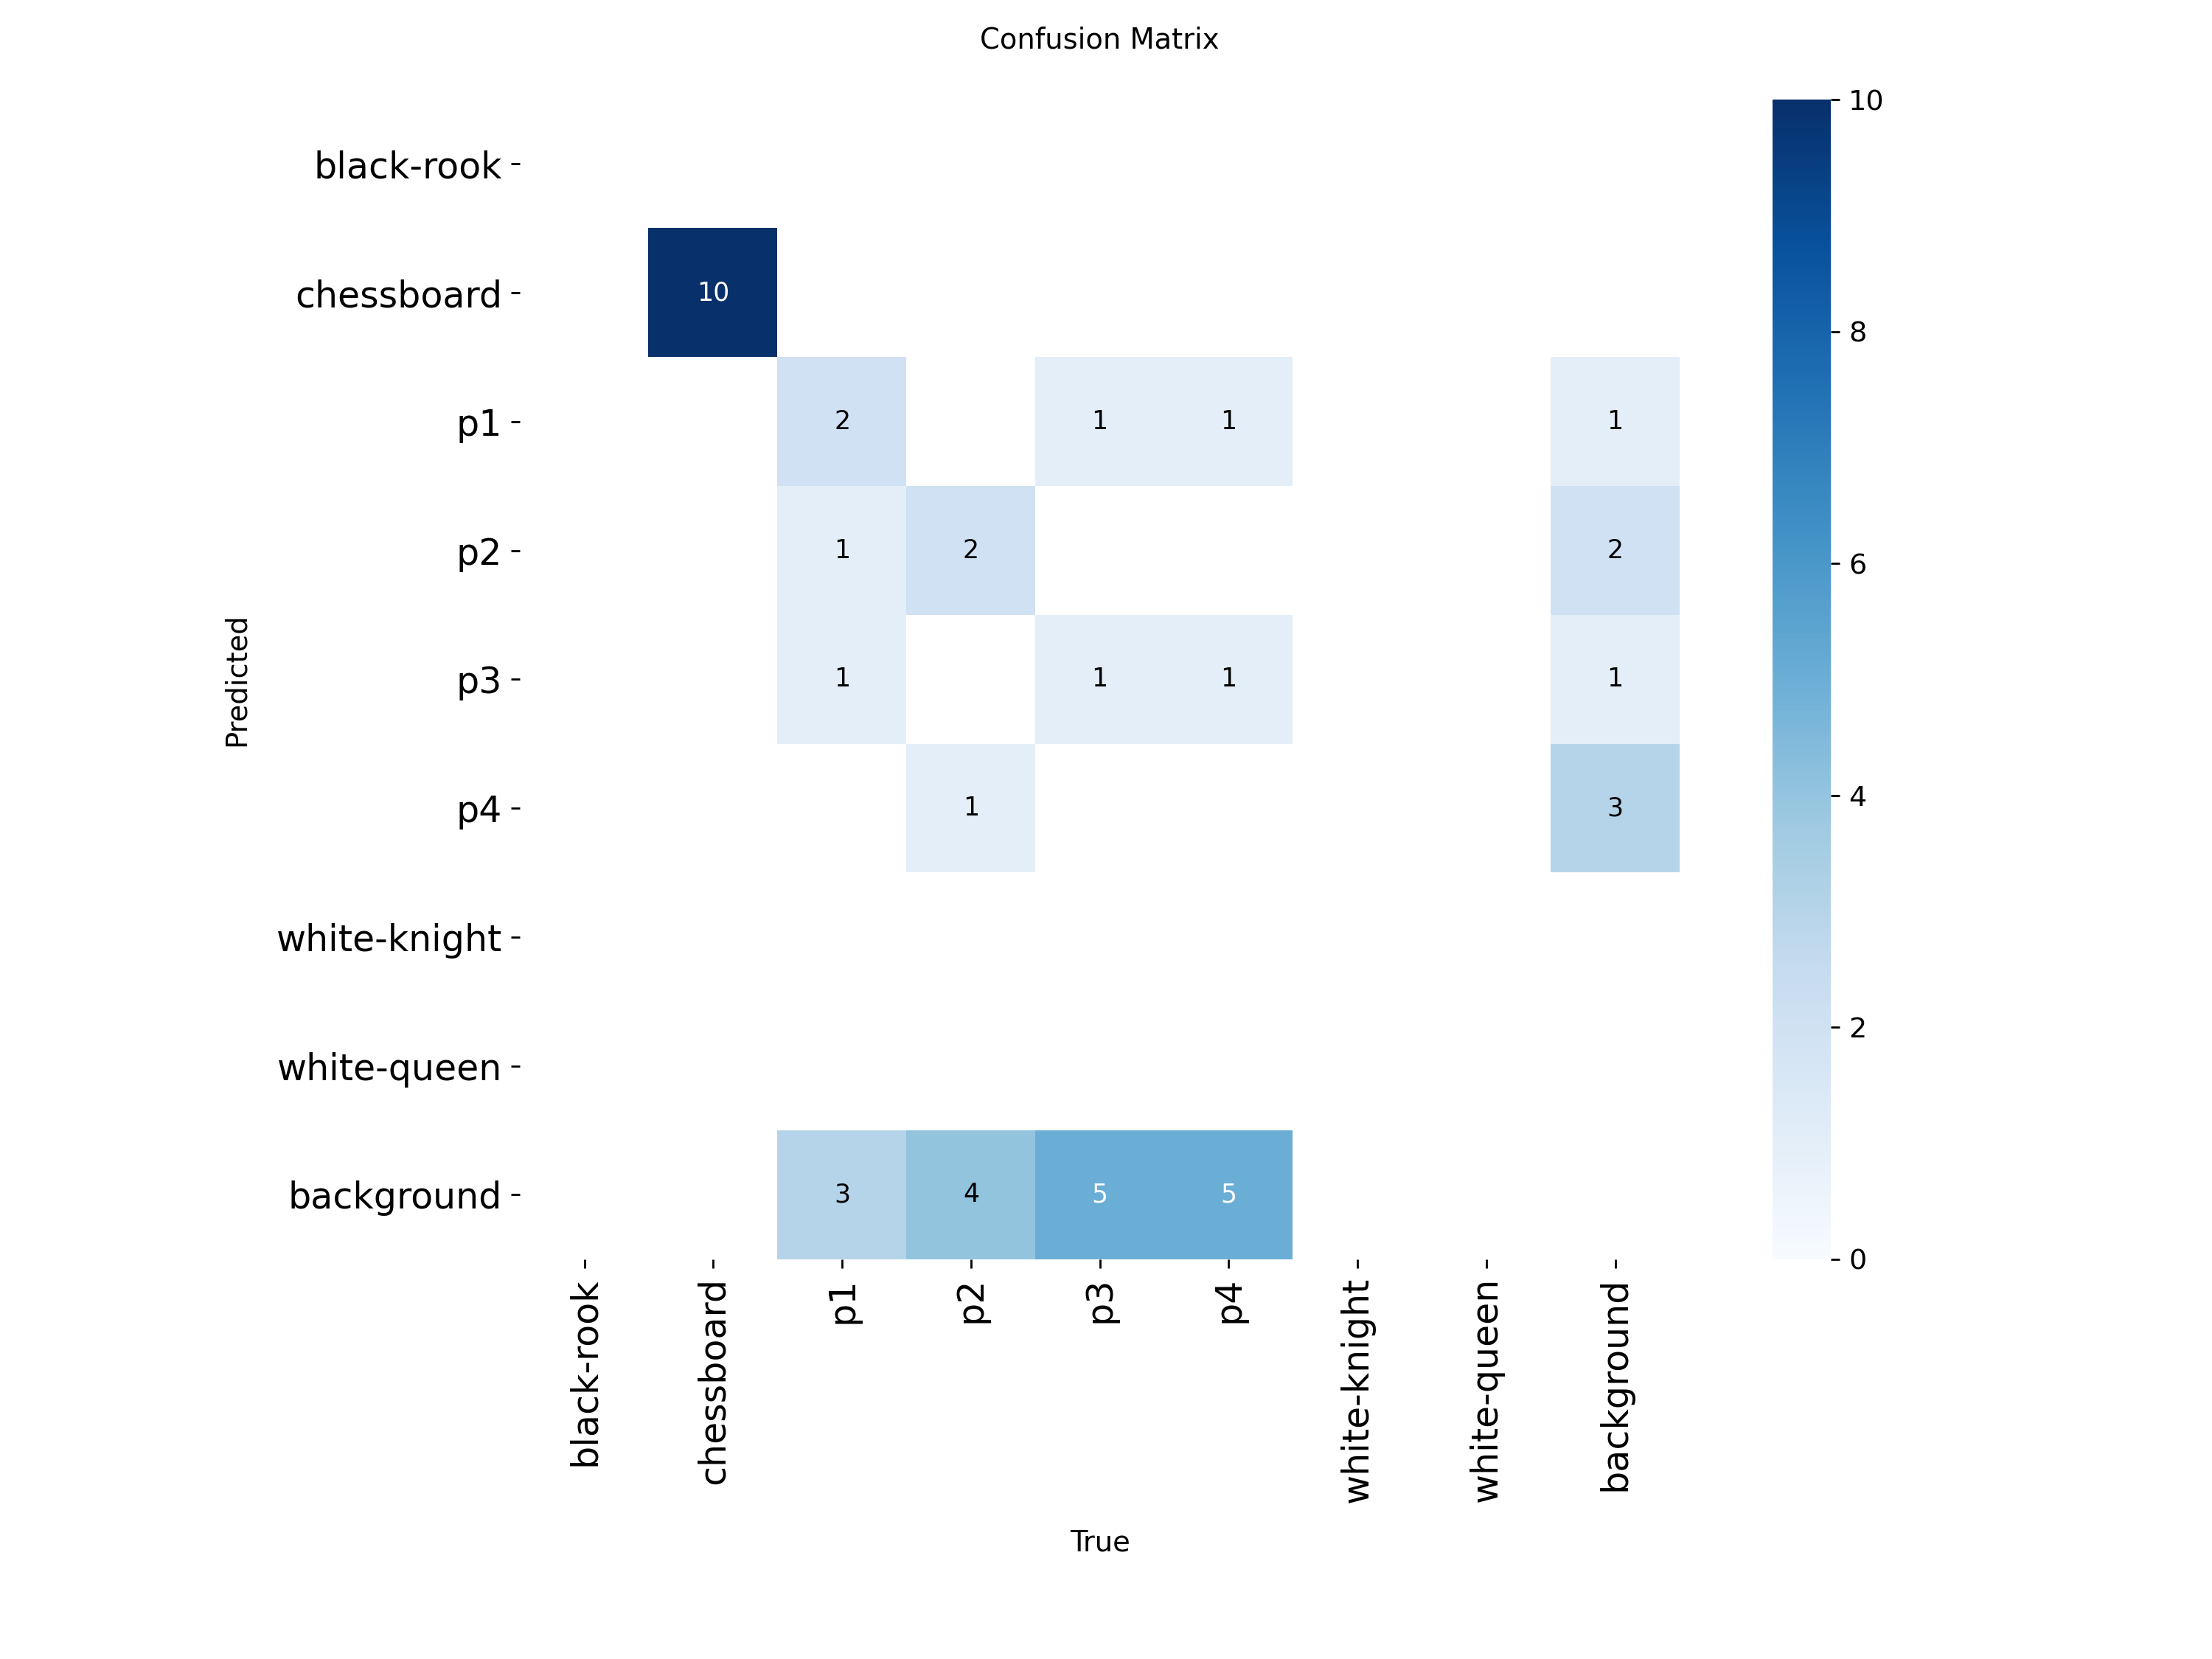 Confusion Matrix
black-rook
chessboard
p1
p2
p3
p4
white-knight
white-queen
background
Predicted
10
2 1 1 1
1 2 2
1 1 1 1
1 3
3 4 5 5
black-rook
chessboard
p1
p2
p3
p4
white-knight
white-queen
background
True
10
8
6
4
2
0